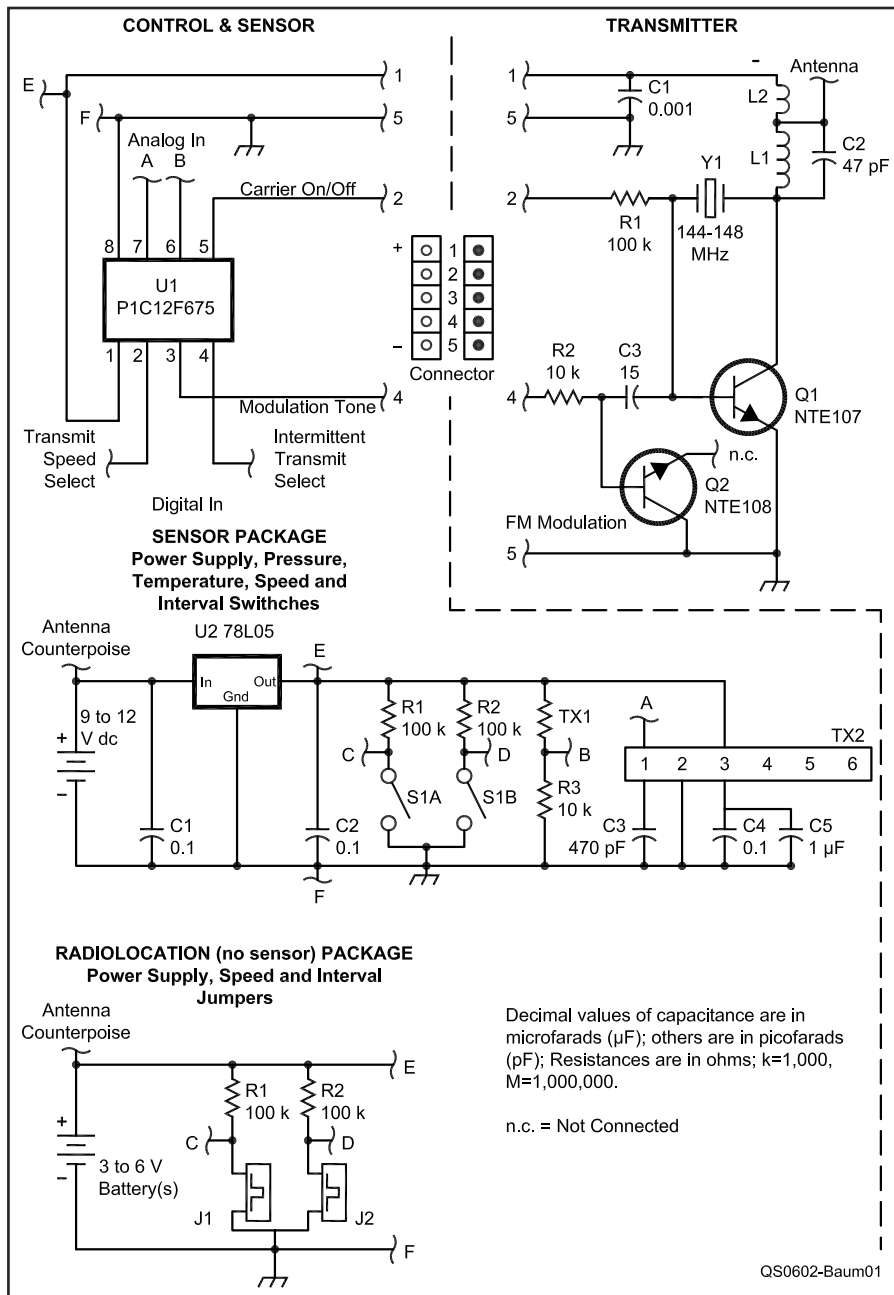 CONTROL & SENSOR
TRANSMITTER
E
1
F
5
Analog In
A
B
Carrier On/Off
2
8
7
6
5
U1
P1C12F675
1
2
3
4
Modulation Tone
4
Transmit
Speed
Select
Intermittent
Transmit
Select
Digital In
+
1
2
3
4
5
–
Connector
1
-
Antenna
C1
0.001
L2
5
L1
C2
47 pF
Y1
2
R1
100 k
144-148
MHz
R2
10 k
C3
15
4
Q1
NTE107
n.c.
Q2
NTE108
FM Modulation
5
SENSOR PACKAGE
Power Supply, Pressure,
Temperature, Speed and
Interval Swithches
Antenna
Counterpoise
U2 78L05
In
Out
Gnd
E
9 to 12
V dc
+
–
C1
0.1
C2
0.1
F
R1
100 k
R2
100 k
C
D
S1A
S1B
TX1
B
R3
10 k
A
TX2
1
2
3
4
5
6
C3
470 pF
C4
0.1
C5
1 µF
RADIOLOCATION (no sensor) PACKAGE
Power Supply, Speed and Interval
Jumpers
Antenna
Counterpoise
E
R1
100 k
R2
100 k
C
D
+
–
3 to 6 V
Battery(s)
J1
J2
F
Decimal values of capacitance are in
microfarads (µF); others are in picofarads
(pF); Resistances are in ohms; k=1,000,
M=1,000,000.
n.c. = Not Connected
QS0602-Baum01